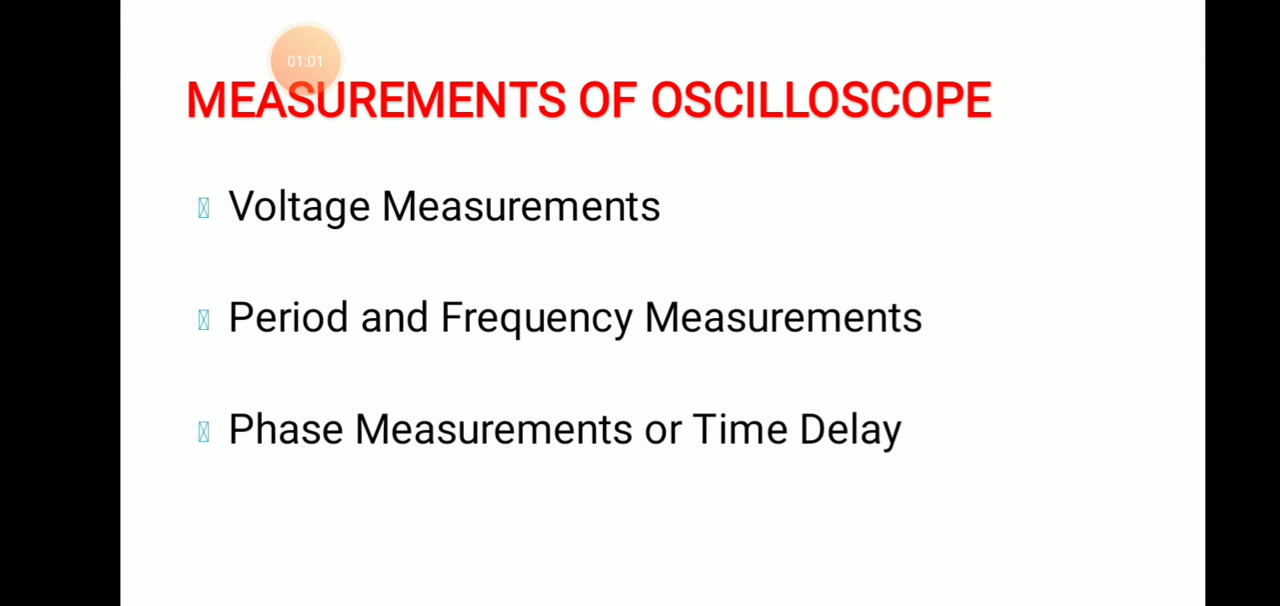 01:01
MEASUREMENTS OF OSCILLOSCOPE
Voltage Measurements
Period and Frequency Measurements
Phase Measurements or Time Delay